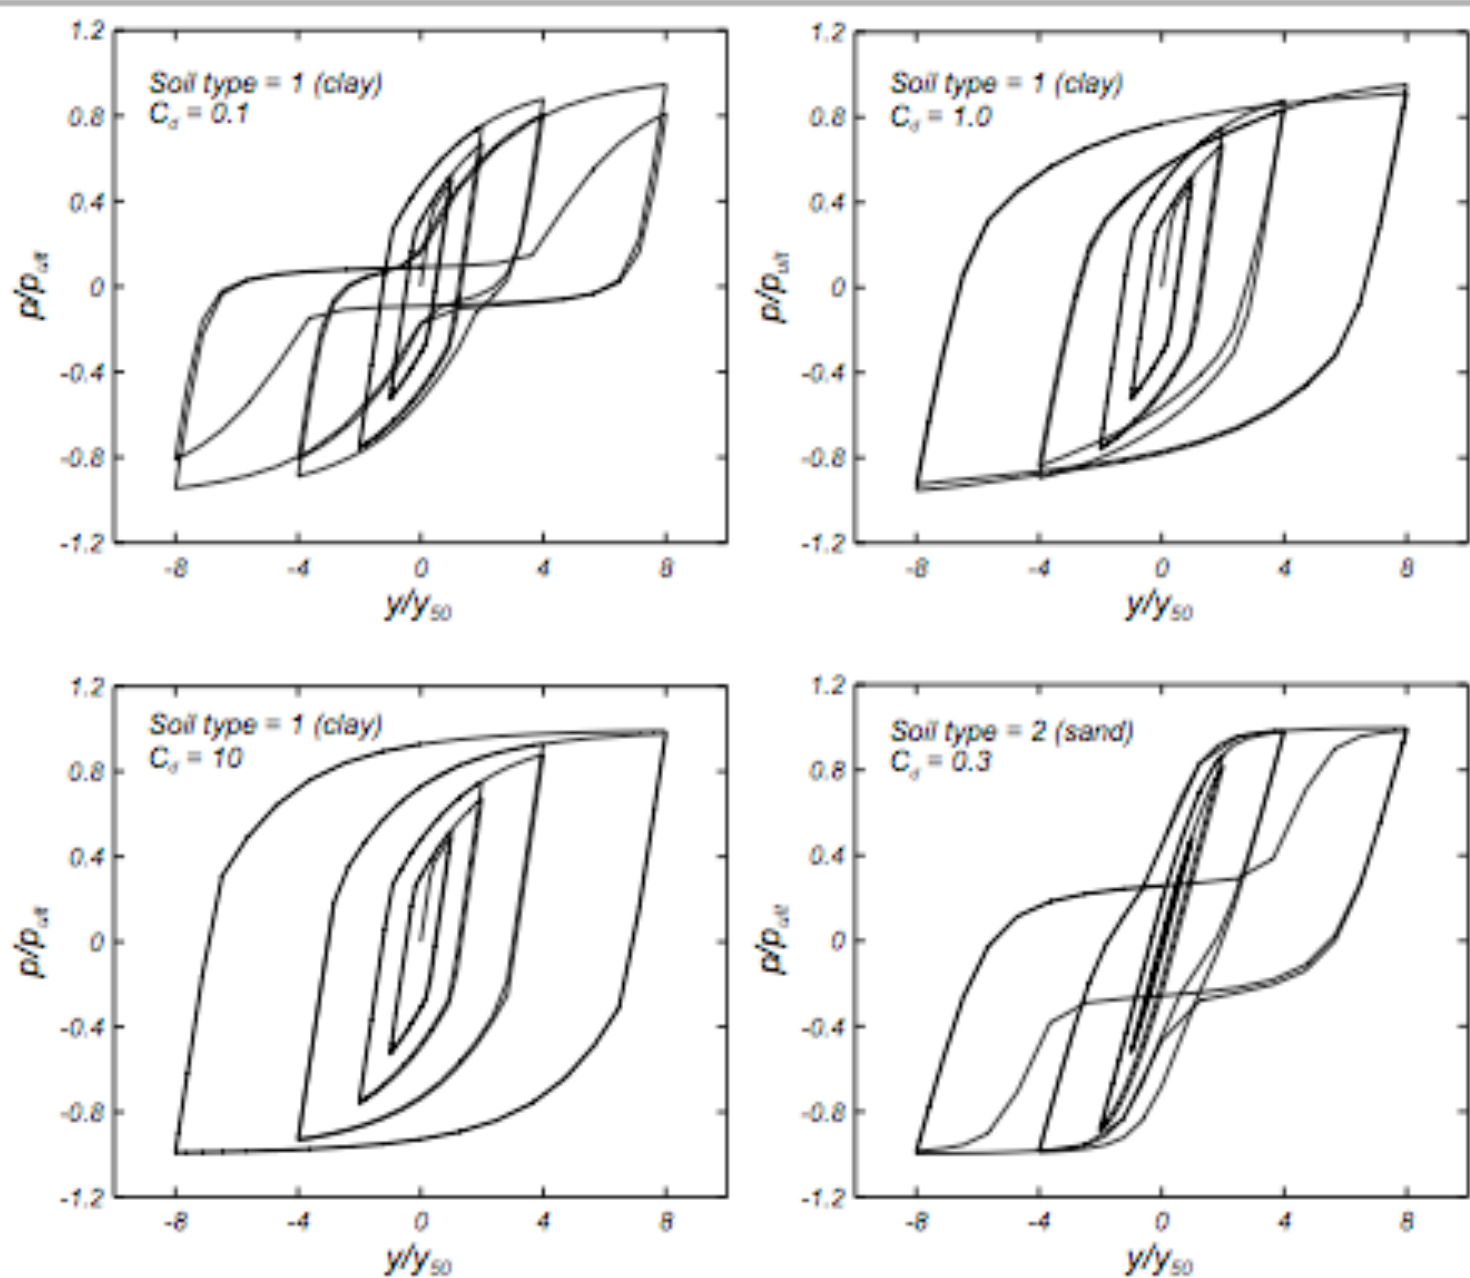 1.2
Soil type = 1 (clay)
C_d = 0.1
0.8
0.4
0
-0.4
-0.8
-1.2
p/p_ult
-8 -4 0 4 8
y/y_50
1.2
Soil type = 1 (clay)
C_d = 1.0
0.8
0.4
0
-0.4
-0.8
-1.2
p/p_ult
-8 -4 0 4 8
y/y_50
1.2
Soil type = 1 (clay)
C_d = 10
0.8
0.4
0
-0.4
-0.8
-1.2
p/p_ult
-8 -4 0 4 8
y/y_50
1.2
Soil type = 2 (sand)
C_d = 0.3
0.8
0.4
0
-0.4
-0.8
-1.2
p/p_ult
-8 -4 0 4 8
y/y_50